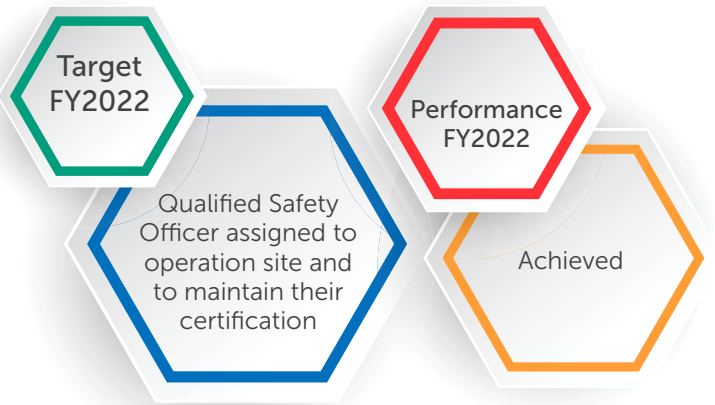 Target
FY2022
Qualified Safety
Officer assigned to
operation site and
to maintain their
certification
Performance
FY2022
Achieved